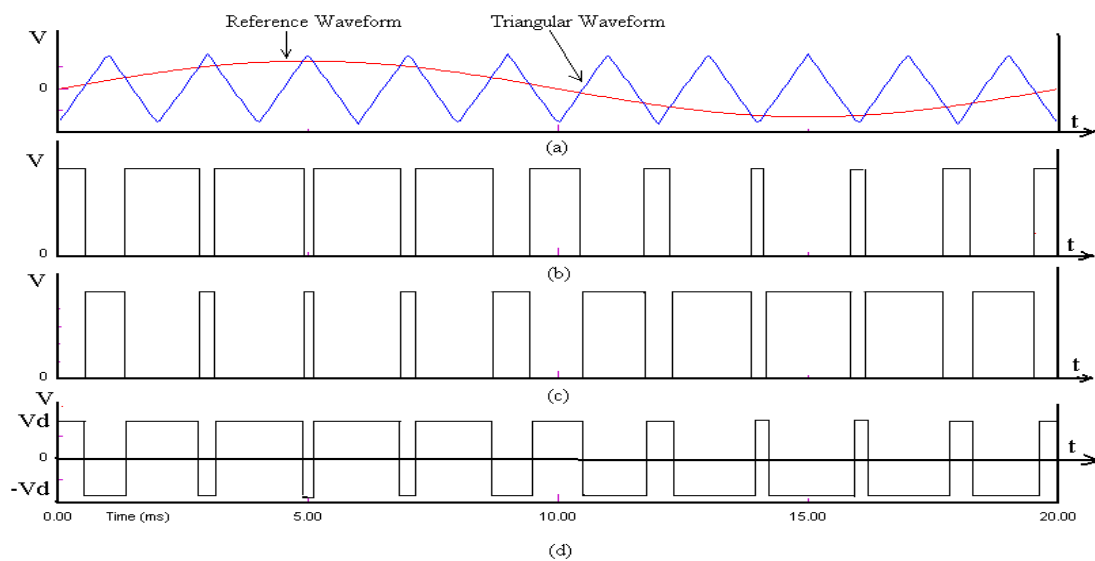 Reference Waveform
Triangular Waveform
V
0
t
(a)
V
0
t
(b)
V
0
t
(c)
V
Vd
0
-Vd
t
0.00 Time (ms) 5.00 10.00 15.00 20.00
(d)